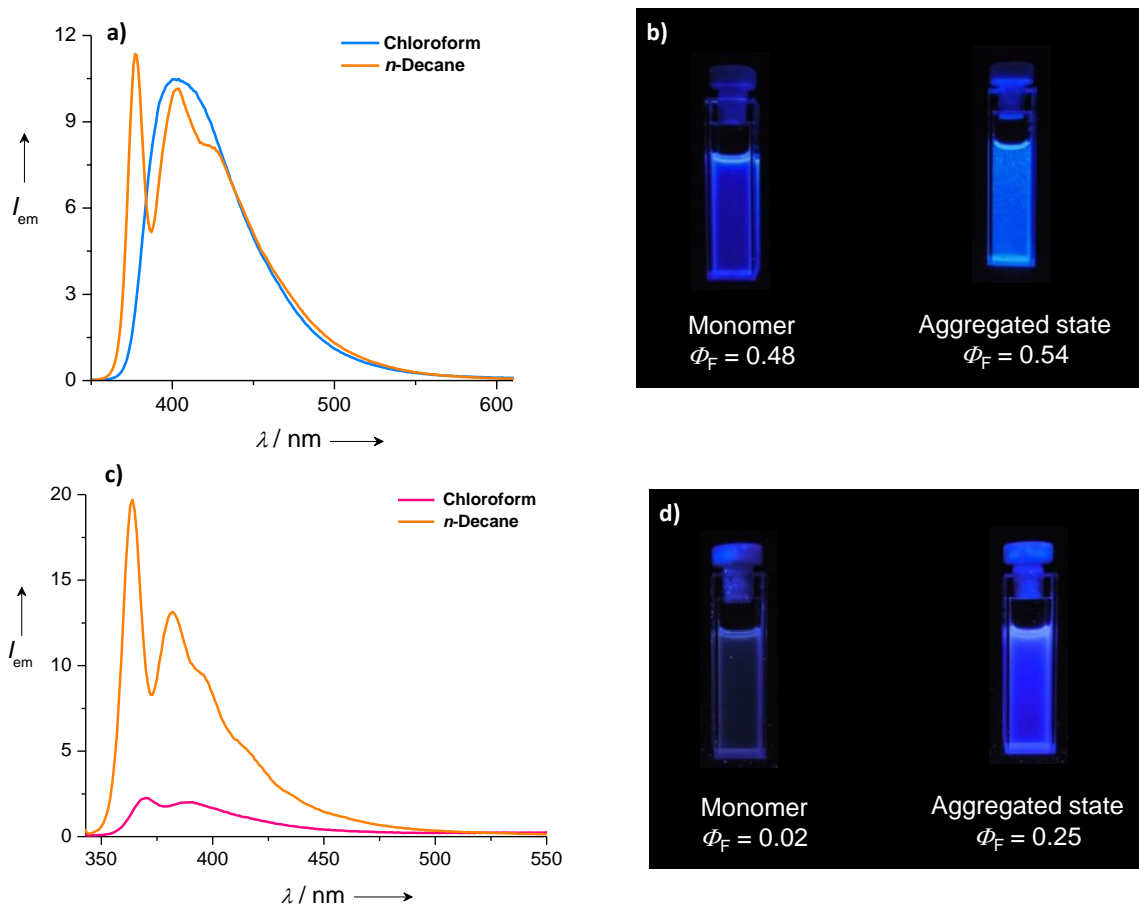 a)
Chloroform
n-Decane
12
9
6
3
0
I em
400
500
600
λ / nm
b)
Monomer
ΦF = 0.48
Aggregated state
ΦF = 0.54
c)
Chloroform
n-Decane
20
15
10
5
0
I em
350
400
450
500
550
λ / nm
d)
Monomer
ΦF = 0.02
Aggregated state
ΦF = 0.25